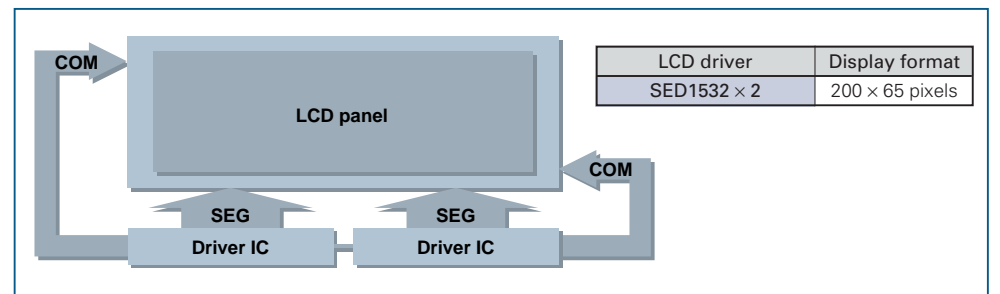 COM
LCD panel
COM
SEG
SEG
Driver IC
Driver IC
LCD driver Display format
SED1532 × 2 200 × 65 pixels